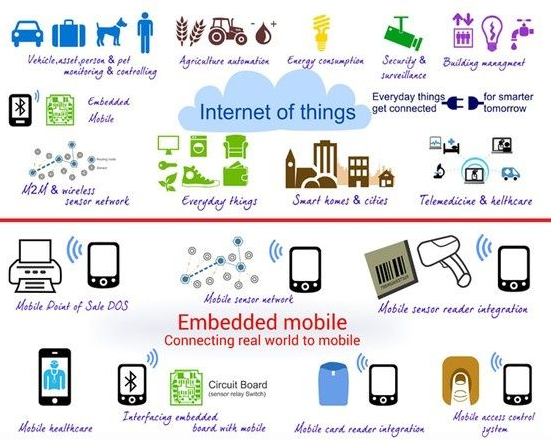 Vehicle,asset,person & pet
monitoring & controlling
Agriculture automation
Energy consumption
Security &
surveillance
Building managment
Embedded
Mobile
Internet of things
Everyday things
get connected
for smarter
tomorrow
M2M & wireless
sensor network
Everyday things
Smart homes & cities
Telemedicine & helthcare
Mobile Point of Sale DOS
Mobile sensor network
Mobile sensor reader integration
Embedded mobile
Connecting real world to mobile
Mobile healthcare
Interfacing embedded
board with mobile
Circuit Board
(sensor relay Switch)
Mobile card reader integration
Mobile access control
system